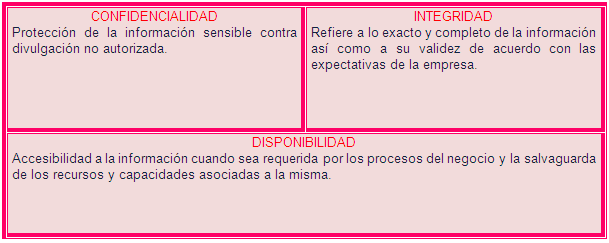 CONFIDENCIALIDAD
Protección de la información sensible contra
divulgación no autorizada.
INTEGRIDAD
Refiere a lo exacto y completo de la información
así como a su validez de acuerdo con las
expectativas de la empresa.
DISPONIBILIDAD
Accesibilidad a la información cuando sea requerida por los procesos del negocio y la salvaguarda
de los recursos y capacidades asociadas a la misma.